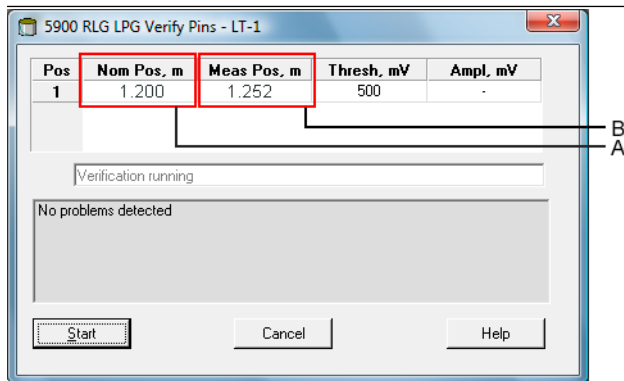 5900 RLG LPG Verify Pins - LT-1
Pos Nom Pos, m Meas Pos, m Thresh, mV Ampl, mV
1 1.200 1.252 500 -
B
A
Verification running
No problems detected
Start Cancel Help